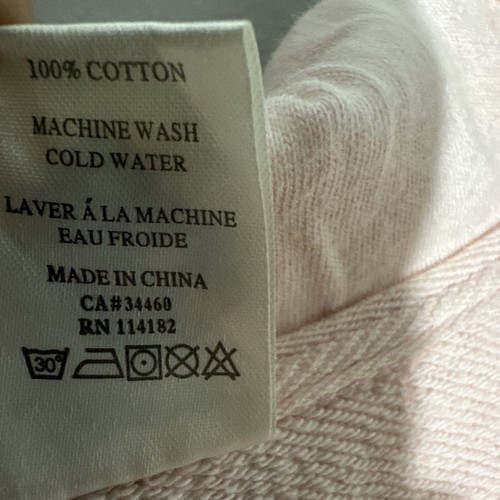 100% COTTON
MACHINE WASH
COLD WATER
LAVER Á LA MACHINE
EAU FROIDE
MADE IN CHINA
CA#34460
RN 114182
30°